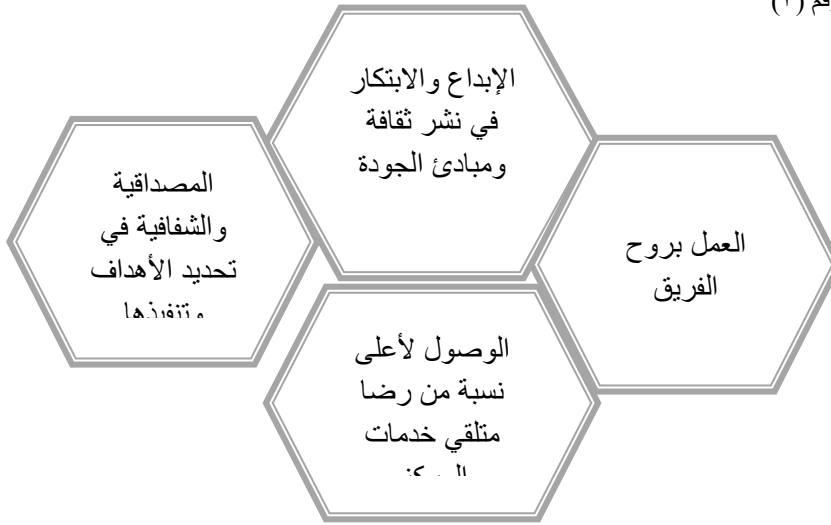 الإبداع والابتكار
في نشر ثقافة
ومبادئ الجودة
المصداقية
والشفافية في
تحديد الأهداف
وتنفيذها
العمل بروح
الفريق
الوصول لأعلى
نسبة من رضا
متلقي خدمات